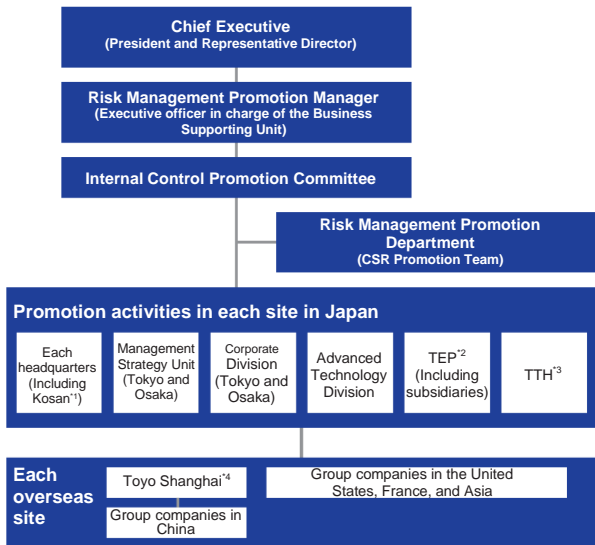 Chief Executive
(President and Representative Director)
Risk Management Promotion Manager
(Executive officer in charge of the Business
Supporting Unit)
Internal Control Promotion Committee
Risk Management Promotion
Department
(CSR Promotion Team)
Promotion activities in each site in Japan
Each
headquarters
(Including
Kosan*1)
Management
Strategy Unit
(Tokyo and
Osaka)
Corporate
Division
(Tokyo and
Osaka)
Advanced
Technology
Division
TEP*2
(Including
subsidiaries)
TTH*3
Each
overseas
site
Toyo Shanghai*4
Group companies in
China
Group companies in the United
States, France, and Asia